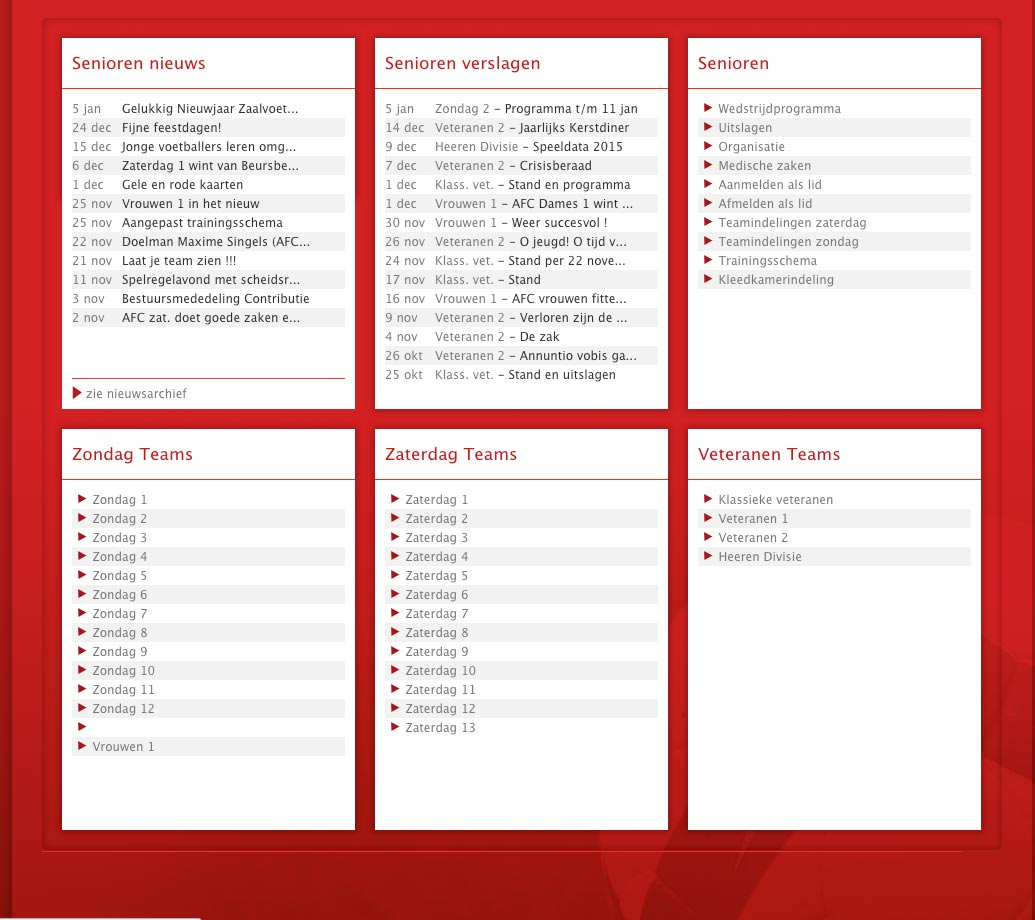 Senioren nieuws
5 jan Gelukkig Nieuwjaar Zaalvoet...
24 dec Fijne feestdagen!
15 dec Jonge voetballers leren omg...
6 dec Zaterdag 1 wint van Beursbe...
1 dec Gele en rode kaarten
25 nov Vrouwen 1 in het nieuw
25 nov Aangepast trainingsschema
22 nov Doelman Maxime Singels (AFC...
21 nov Laat je team zien !!!
11 nov Spelregelavond met scheidsr...
3 nov Bestuursmededeling Contributie
2 nov AFC zat. doet goede zaken e...
zie nieuwsarchief
Senioren verslagen
5 jan Zondag 2 – Programma t/m 11 jan
14 dec Veteranen 2 – Jaarlijks Kerstdiner
9 dec Heeren Divisie – Speeldata 2015
7 dec Veteranen 2 – Crisisberaad
1 dec Klass. vet. – Stand en programma
1 dec Vrouwen 1 – AFC Dames 1 wint ...
30 nov Vrouwen 1 – Weer succesvol !
26 nov Veteranen 2 – O jeugd! O tijd v...
24 nov Klass. vet. – Stand per 22 nove...
17 nov Klass. vet. – Stand
16 nov Vrouwen 1 – AFC vrouwen fitte...
9 nov Veteranen 2 – Verloren zijn de ...
4 nov Veteranen 2 – De zak
26 okt Veteranen 2 – Annuntio vobis ga...
25 okt Klass. vet. – Stand en uitslagen
Senioren
Wedstrijdprogramma
Uitslagen
Organisatie
Medische zaken
Aanmelden als lid
Afmelden als lid
Teamindelingen zaterdag
Teamindelingen zondag
Trainingsschema
Kleedkamerindeling
Zondag Teams
Zondag 1
Zondag 2
Zondag 3
Zondag 4
Zondag 5
Zondag 6
Zondag 7
Zondag 8
Zondag 9
Zondag 10
Zondag 11
Zondag 12
Vrouwen 1
Zaterdag Teams
Zaterdag 1
Zaterdag 2
Zaterdag 3
Zaterdag 4
Zaterdag 5
Zaterdag 6
Zaterdag 7
Zaterdag 8
Zaterdag 9
Zaterdag 10
Zaterdag 11
Zaterdag 12
Zaterdag 13
Veteranen Teams
Klassieke veteranen
Veteranen 1
Veteranen 2
Heeren Divisie